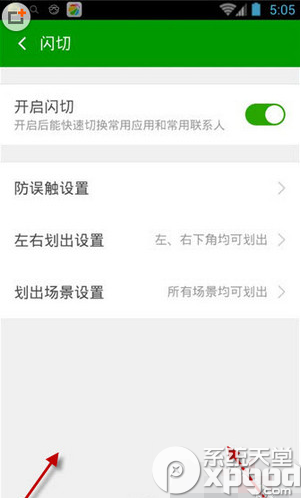 5:05
闪切
开启闪切
开启后能快速切换常用应用和常用联系人
防误触设置
左右划出设置 左、右下角均可划出
划出场景设置 所有场景均可划出
系统天堂